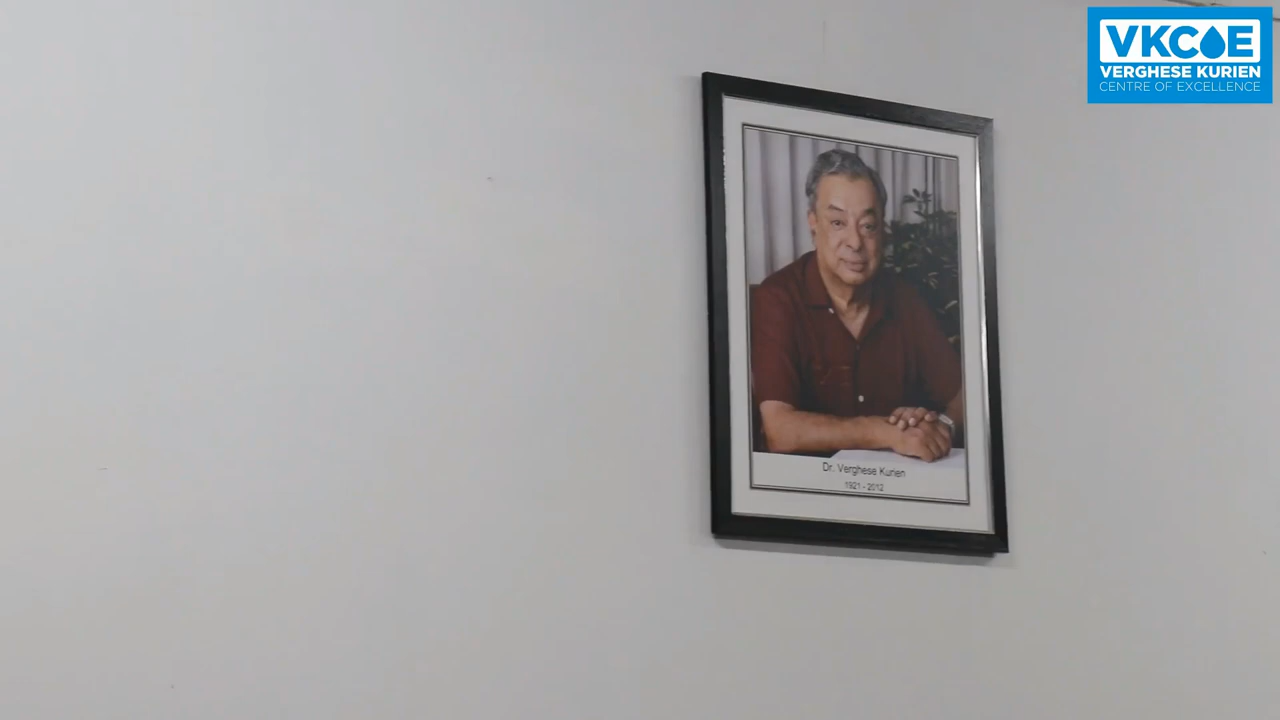 VKCOE
VERGHESE KURIEN
CENTRE OF EXCELLENCE
Dr. Verghese Kurien
1921 - 2012